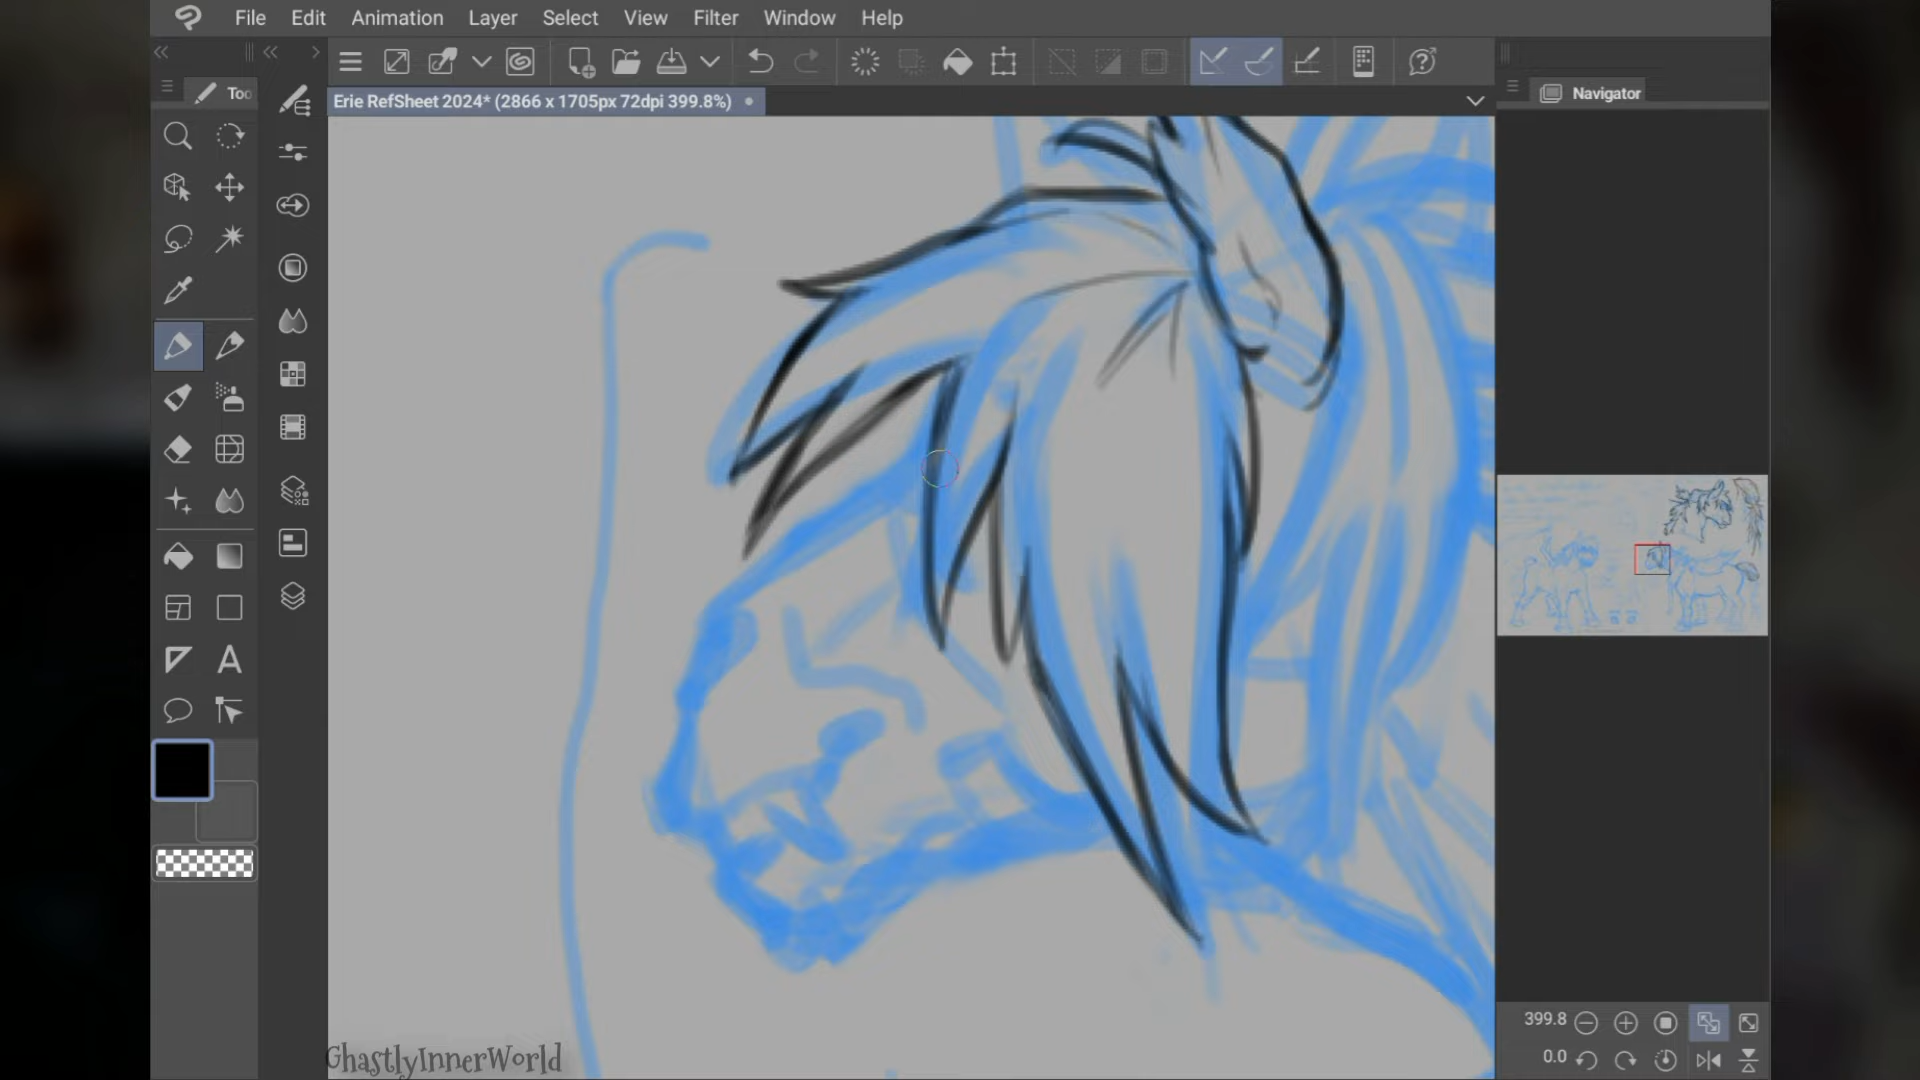 File Edit Animation Layer Select View Filter Window Help
Erie RefSheet 2024* (2866 x 1705px 72dpi 399.8%)
Too
Navigator
A
399.8
0.0
GhastlyInnerWorld